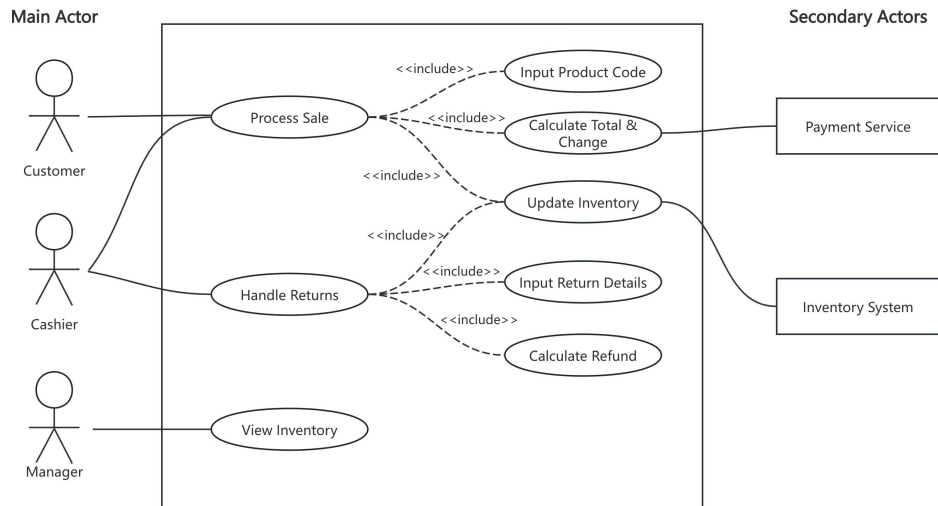 Main Actor
Secondary Actors
<<include>>
Input Product Code
Process Sale
<<include>>
Calculate Total &
Change
Payment Service
Customer
<<include>>
Update Inventory
<<include>>
<<include>>
Input Return Details
Handle Returns
Inventory System
Cashier
<<include>>
Calculate Refund
View Inventory
Manager